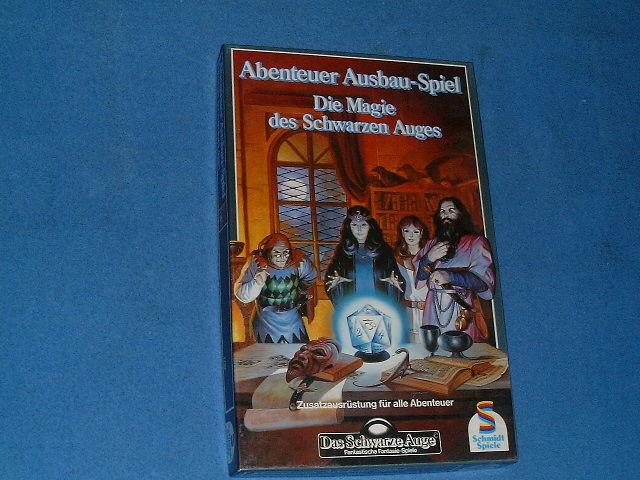 Abenteuer Ausbau-Spiel
Die Magie
des Schwarzen Auges
Zusatzausrüstung für alle Abenteuer
Das Schwarze Auge
Fantastische Fantasie-Spiele
Schmidt
Spiele